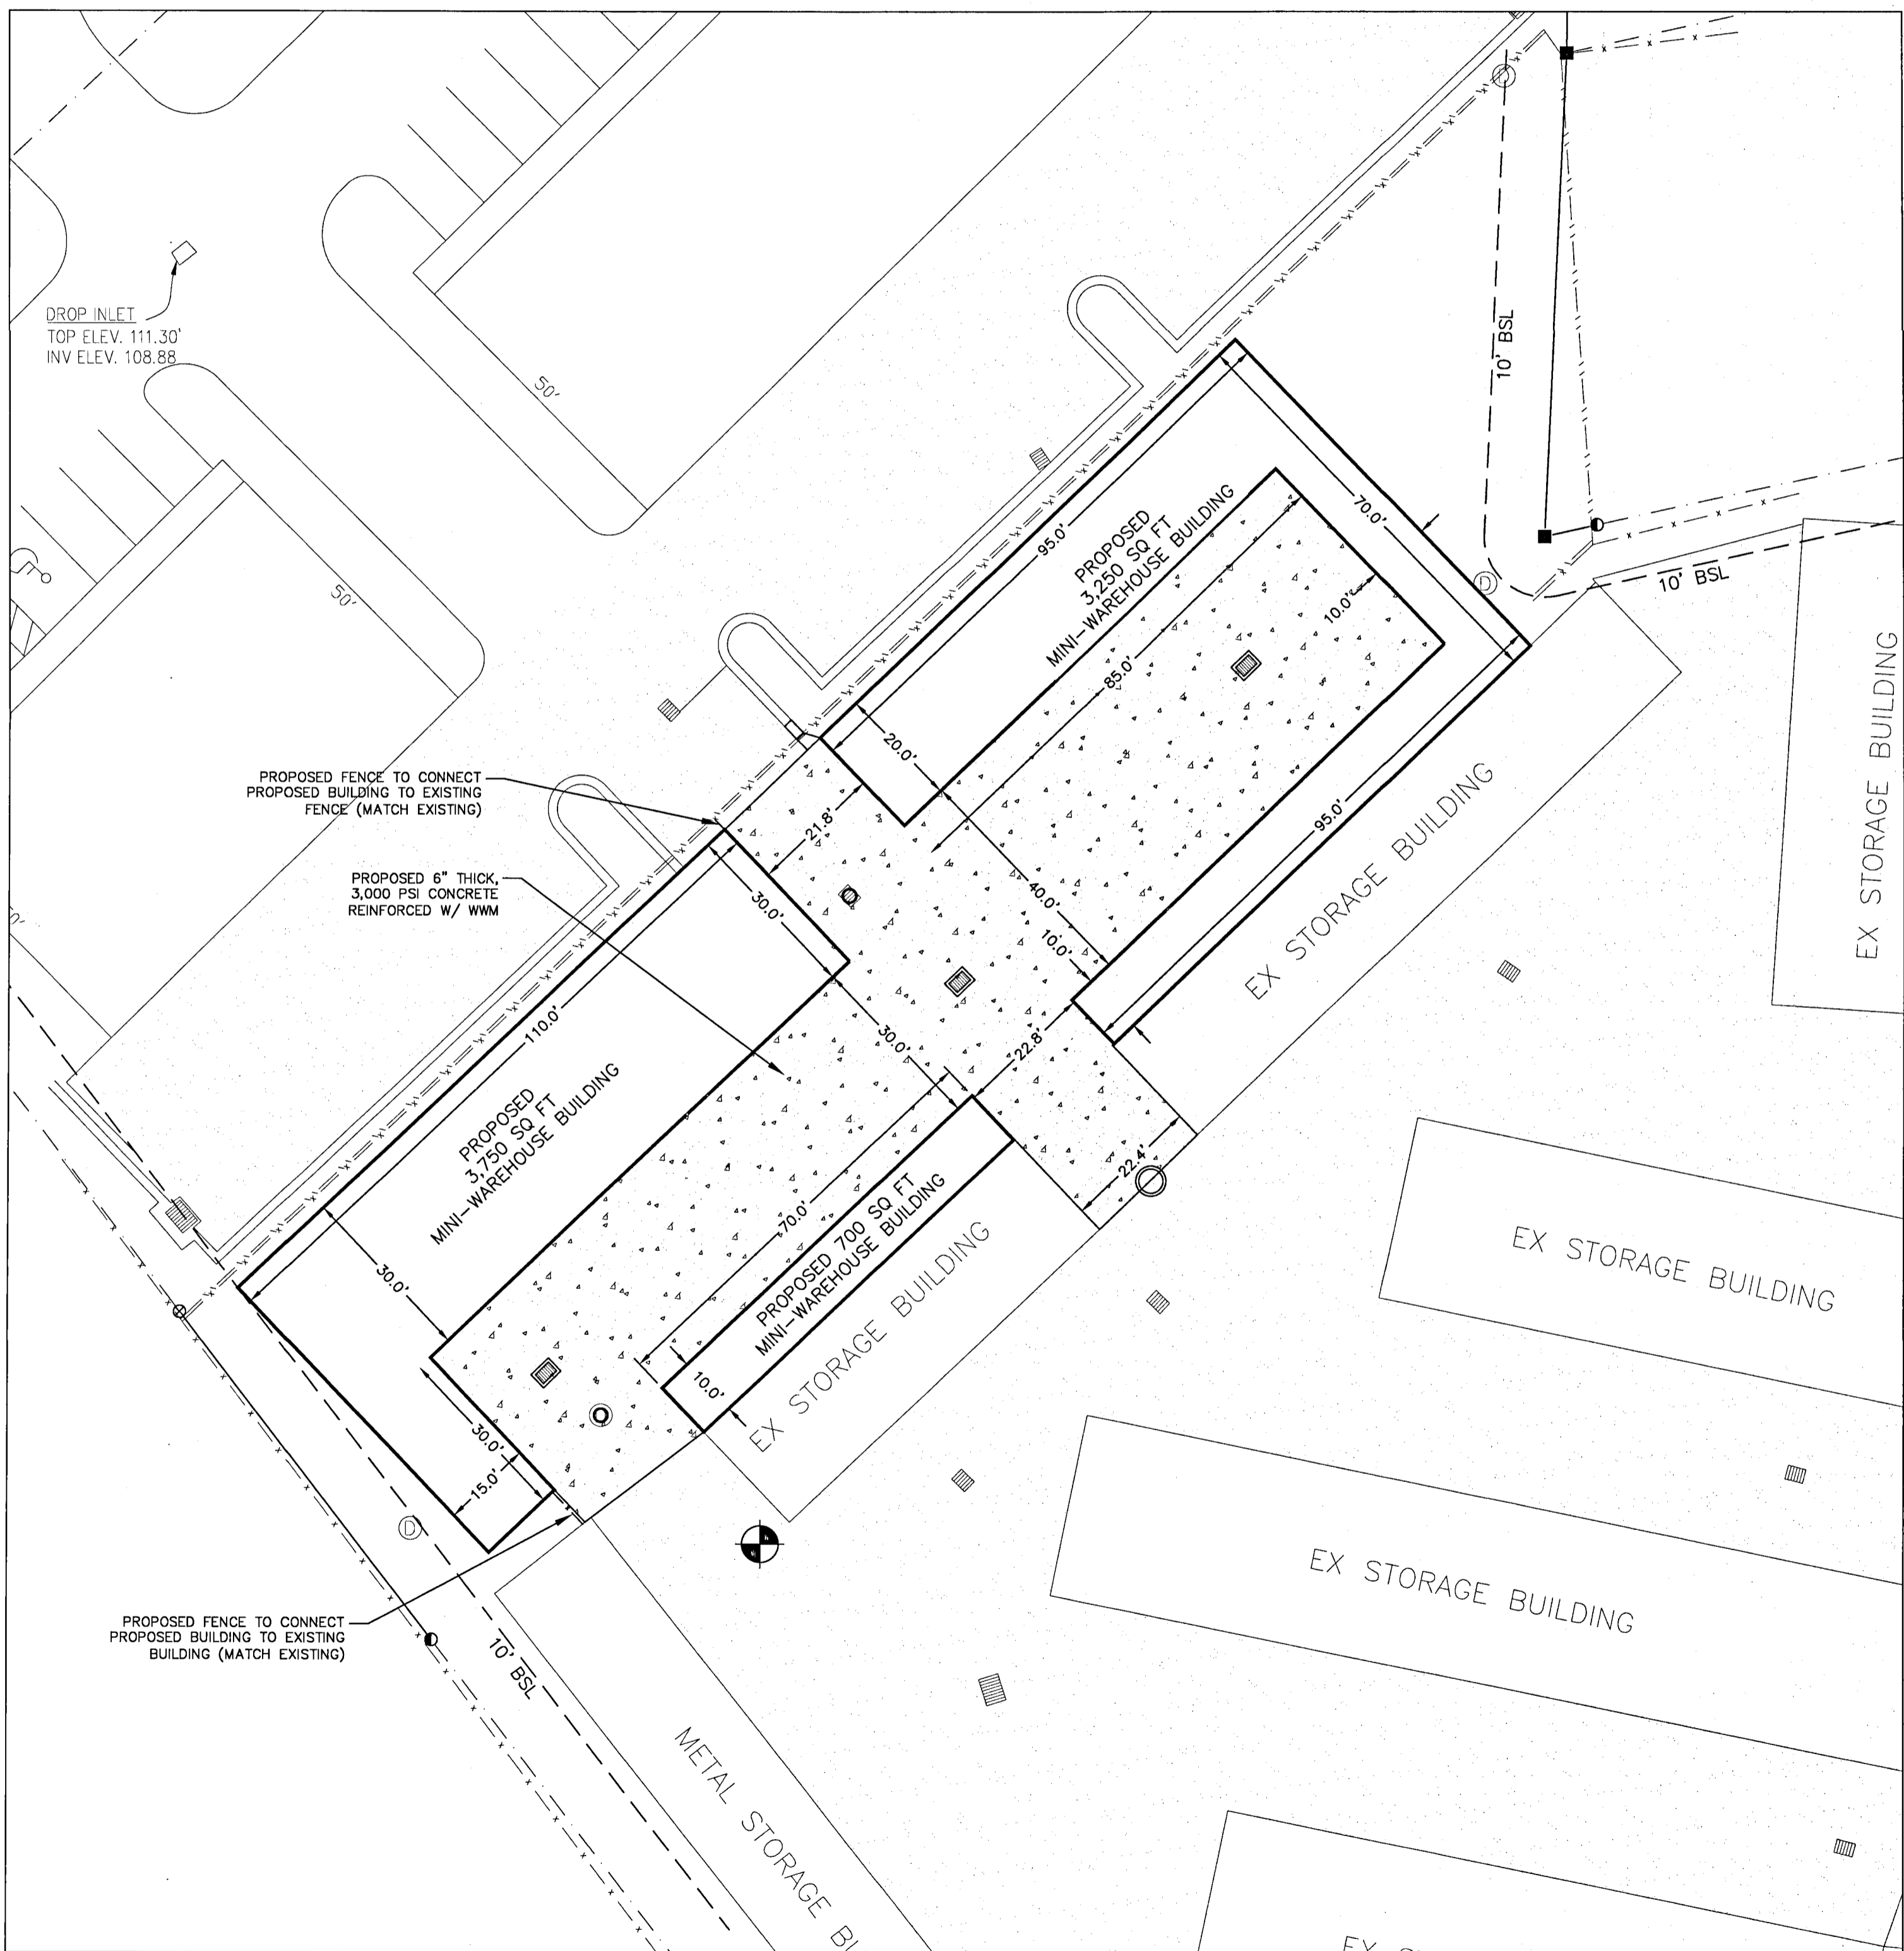 DROP INLET
TOP ELEV. 111.30'
INV ELEV. 108.88
50'
50'
10' BSL
10' BSL
PROPOSED
3,250 SQ FT
MINI-WAREHOUSE BUILDING
95.0'
70.0'
85.0'
10.0'
20.0'
21.8'
40.0'
10.0'
95.0'
EX STORAGE BUILDING
EX STORAGE BUILDING
PROPOSED FENCE TO CONNECT
PROPOSED BUILDING TO EXISTING
FENCE (MATCH EXISTING)
PROPOSED 6" THICK,
3,000 PSI CONCRETE
REINFORCED W/ WWM
30.0'
110.0'
30.0'
22.8'
22.4'
PROPOSED
3,750 SQ FT
MINI-WAREHOUSE BUILDING
30.0'
70.0'
PROPOSED 700 SQ FT
MINI-WAREHOUSE BUILDING
10.0'
30.0'
15.0'
EX STORAGE BUILDING
EX STORAGE BUILDING
EX STORAGE BUILDING
D
D
D
PROPOSED FENCE TO CONNECT
PROPOSED BUILDING TO EXISTING
BUILDING (MATCH EXISTING)
10' BSL
METAL STORAGE